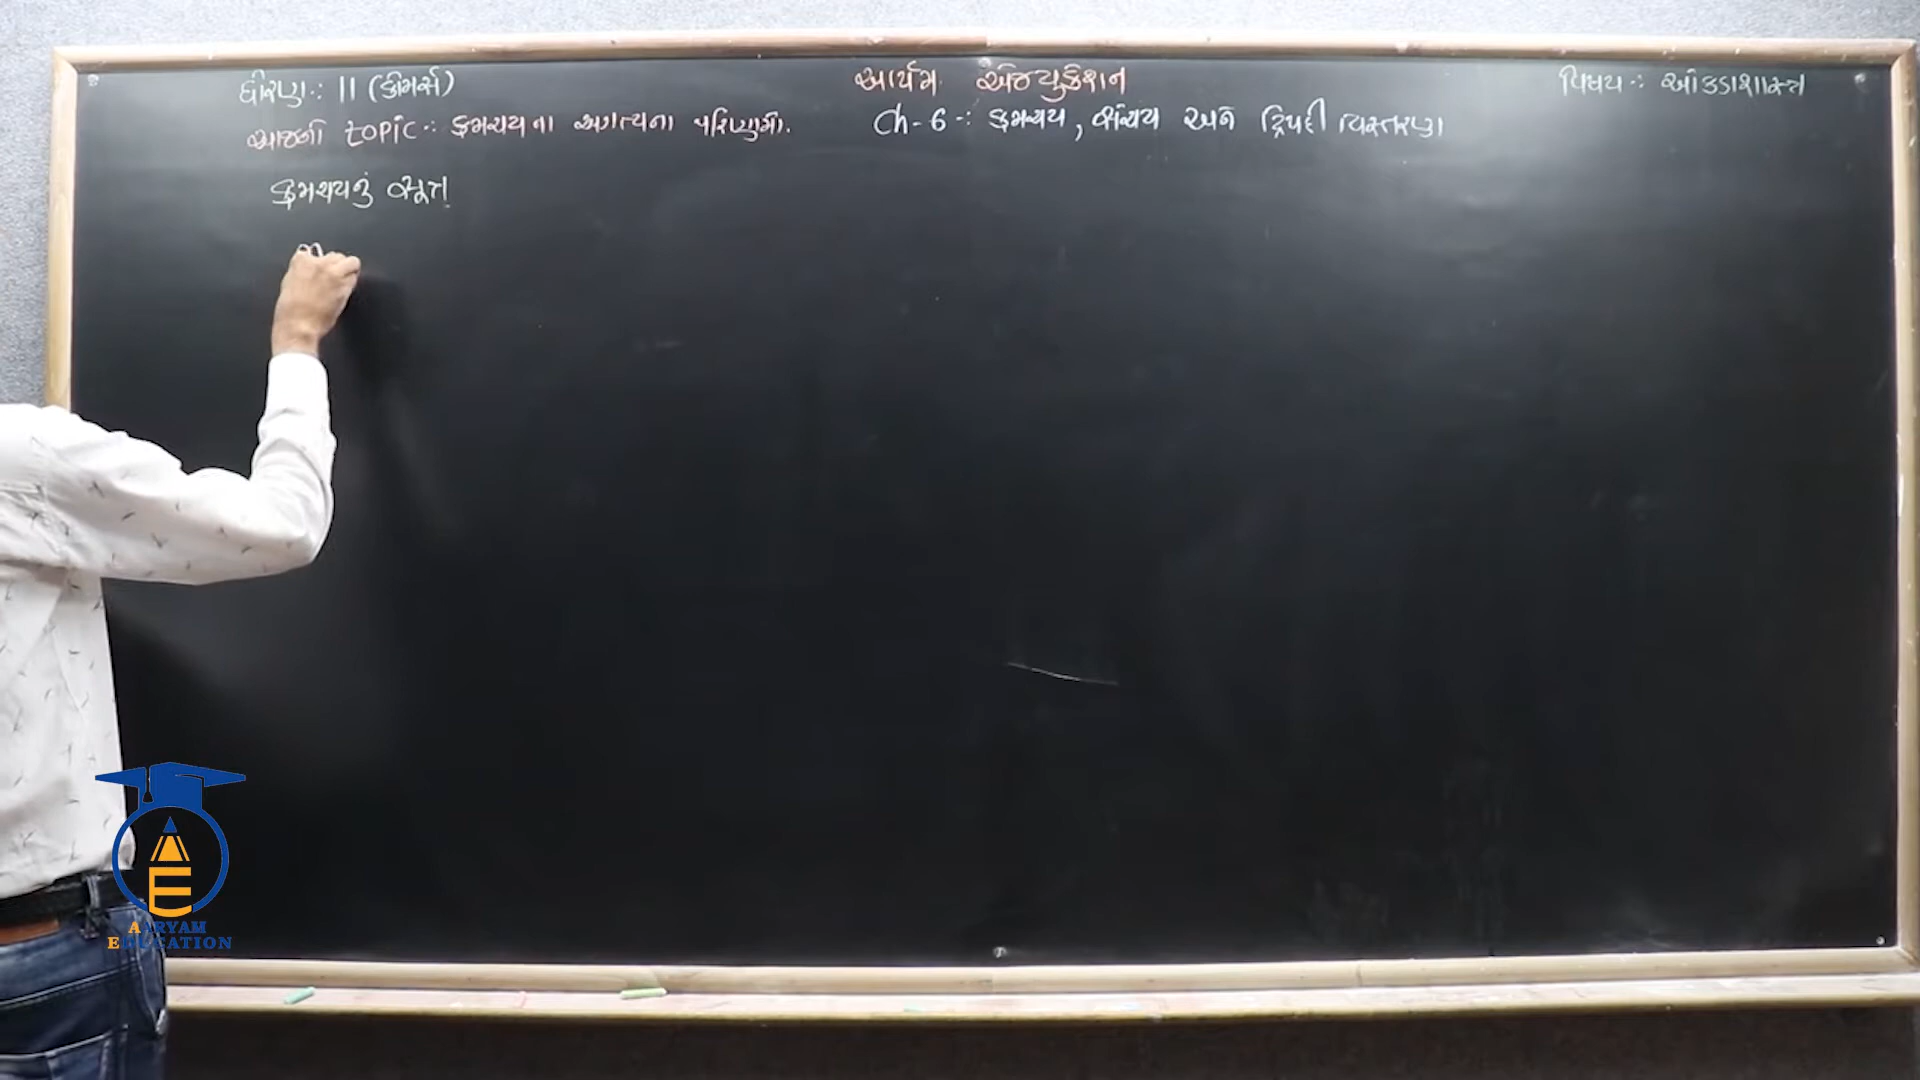 ધોરણ :- 11 (કોમર્સ)
આર્યમ એજ્યુકેશન
વિષય :- આંકડાશાસ્ત્ર
આજનો topic :- ક્રમચયના અગત્યના પરિણામો.
Ch-6 :- ક્રમચય, સંચય અને દ્વિપદી વિસ્તરણ
ક્રમચયનું સૂત્ર
AARYAM
EDUCATION